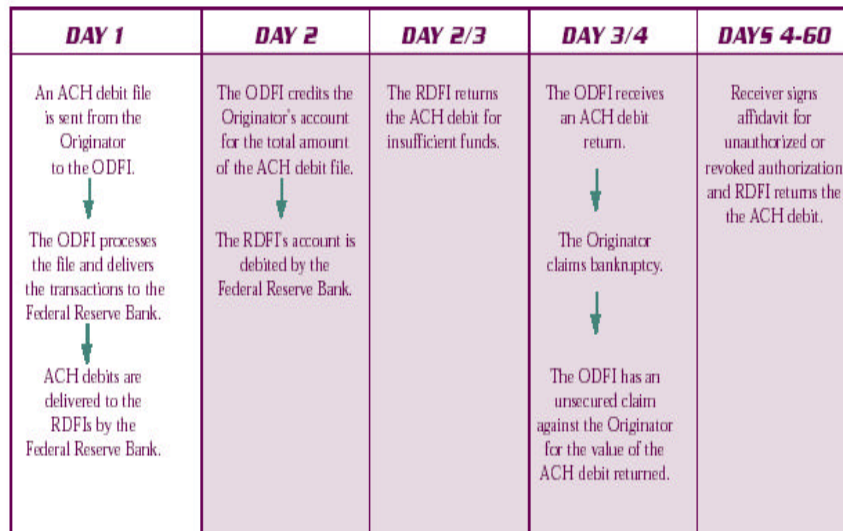 DAY 1
An ACH debit file
is sent from the
Originator
to the ODFI.
The ODFI processes
the file and delivers
the transactions to the
Federal Reserve Bank.
ACH debits are
delivered to the
RDFIs by the
Federal Reserve Bank.
DAY 2
The ODFI credits the
Originator's account
for the total amount
of the ACH debit file.
The RDFI's account is
debited by the
Federal Reserve Bank.
DAY 2/3
The RDFI returns
the ACH debit for
insufficient funds.
DAY 3/4
The ODFI receives
an ACH debit
return.
The Originator
claims bankruptcy.
The ODFI has an
unsecured claim
against the Originator
for the value of the
ACH debit returned.
DAYS 4-60
Receiver signs
affidavit for
unauthorized or
revoked authorization
and RDFI returns the
the ACH debit.